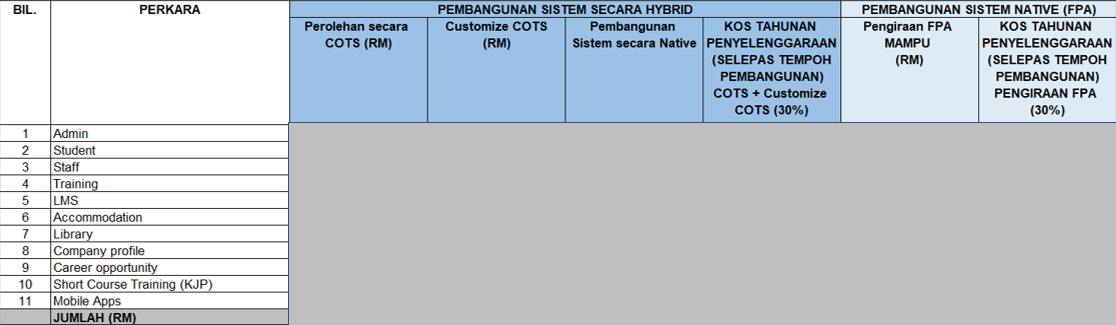 BIL. PERKARA PEMBANGUNAN SISTEM SECARA HYBRID PEMBANGUNAN SISTEM NATIVE (FPA)
Perolehan secara
COTS (RM)
Customize COTS
(RM)
Pembangunan
Sistem secara Native
KOS TAHUNAN
PENYELENGGARAAN
(SELEPAS TEMPOH
PEMBANGUNAN)
COTS + Customize
COTS (30%)
Pengiraan FPA
MAMPU
(RM)
KOS TAHUNAN
PENYELENGGARAAN
(SELEPAS TEMPOH
PEMBANGUNAN)
PENGIRAAN FPA
(30%)
1 Admin
2 Student
3 Staff
4 Training
5 LMS
6 Accommodation
7 Library
8 Company profile
9 Career opportunity
10 Short Course Training (KJP)
11 Mobile Apps
JUMLAH (RM)